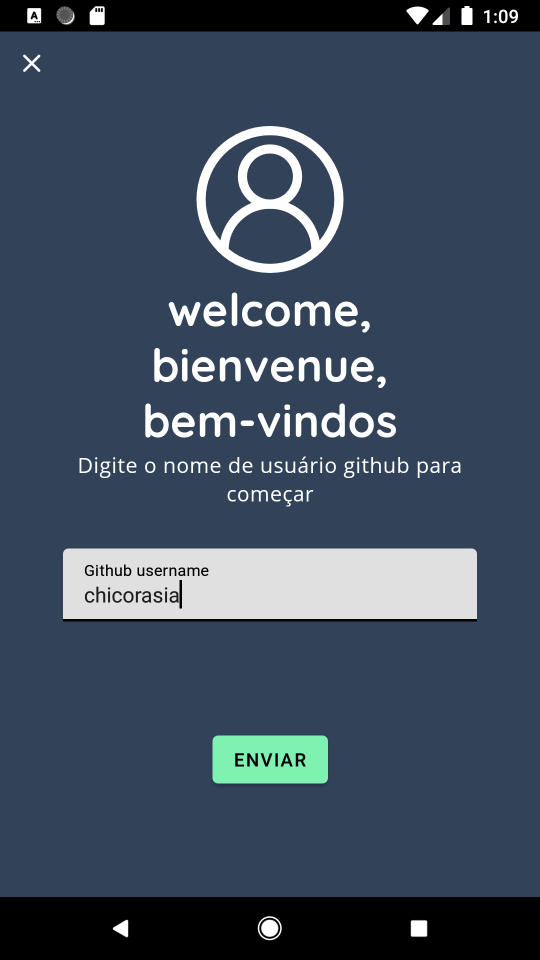 1:09
welcome,
bienvenue,
bem-vindos
Digite o nome de usuário github para
começar
Github username
chicorasia
ENVIAR